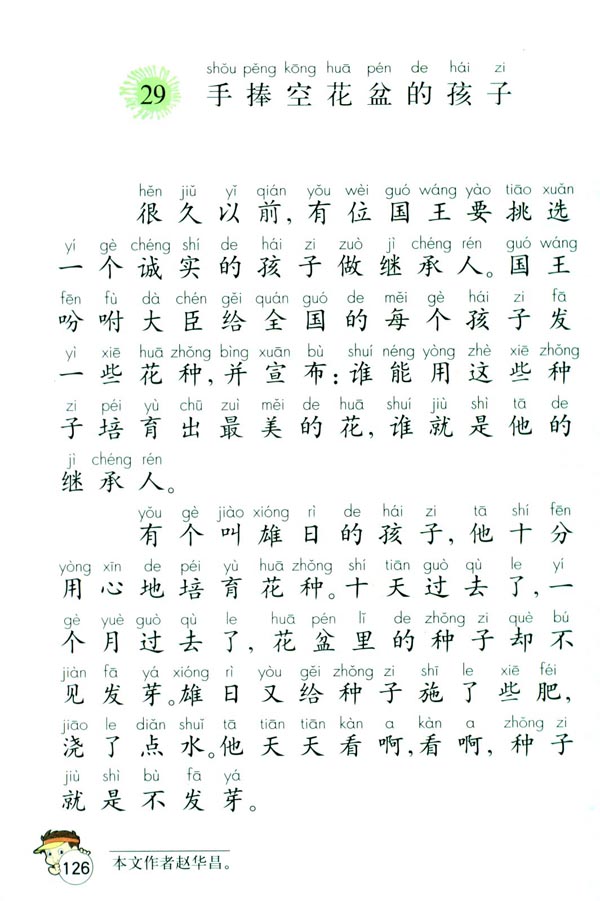 shǒu pěng kōng huā pén de hái zi
29 手捧空花盆的孩子
hěn jiǔ yǐ qián yǒu wèi guó wáng yào tiāo xuǎn
很久以前，有位国王要挑选
yí gè chéng shí de hái zi zuò jì chéng rén guó wáng
一个诚实的孩子做继承人。国王
fēn fù dà chén gěi quán guó de měi gè hái zi fā
吩咐大臣给全国的每个孩子发
yì xiē huā zhǒng bìng xuān bù shuí néng yòng zhè xiē zhǒng
一些花种，并宣布：谁能用这些种
zi péi yù chū zuì měi de huā shuí jiù shì tā de
子培育出最美的花，谁就是他的
jì chéng rén
继承人。
yǒu gè jiào xióng rì de hái zi tā shí fēn
有个叫雄日的孩子，他十分
yòng xīn de péi yù huā zhǒng shí tiān guò qù le yí
用心地培育花种。十天过去了，一
gè yuè guò qù le huā pén lǐ de zhǒng zi què bú
个月过去了，花盆里的种子却不
jiàn fā yá xióng rì yòu gěi zhǒng zi shī le xiē féi
见发芽。雄日又给种子施了些肥，
jiāo le diǎn shuǐ tā tiān tiān kàn a kàn a zhǒng zi
浇了点水。他天天看啊，看啊，种子
jiù shì bù fā yá
就是不发芽。
126 本文作者赵华昌。